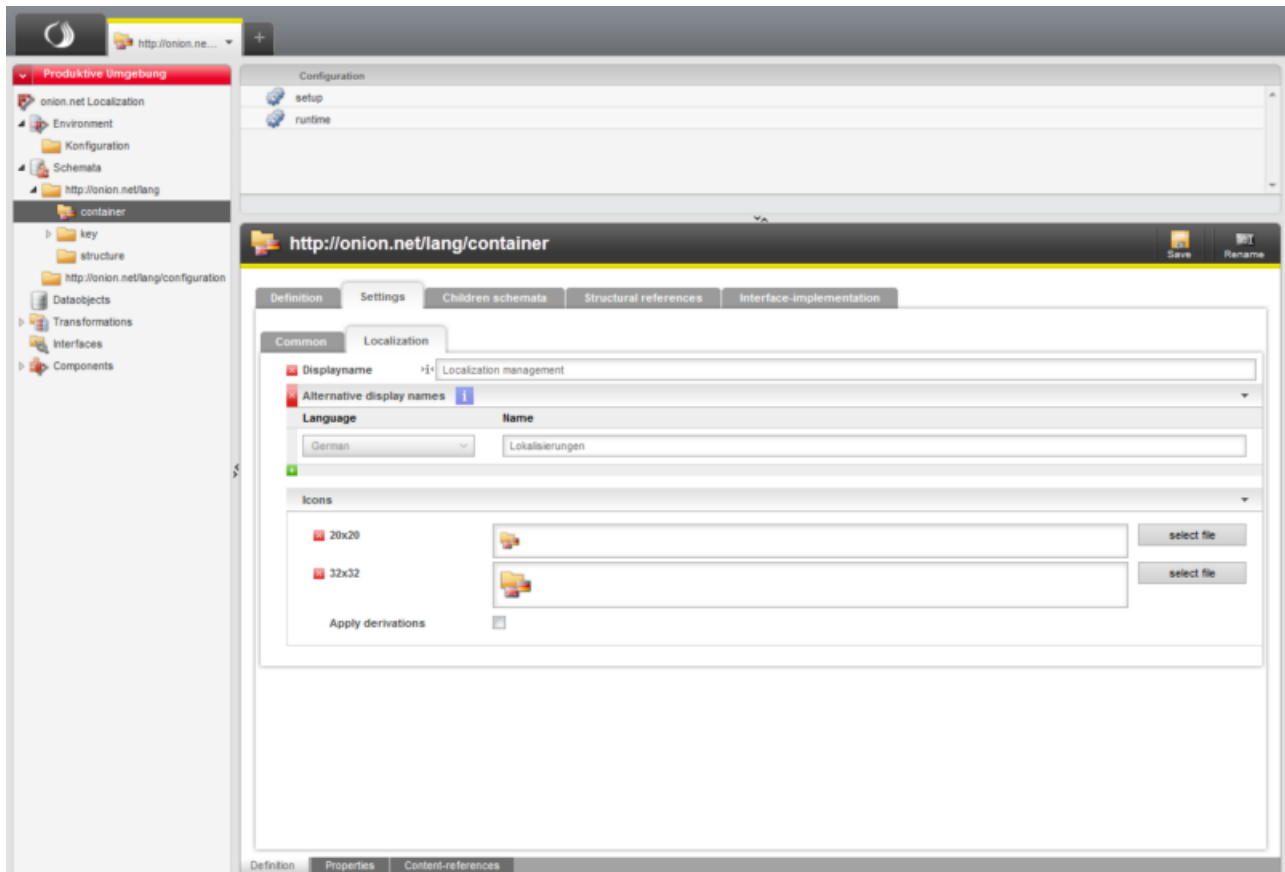 http://onion.ne...
+
Produktive Umgebung
onion.net Localization
Environment
Konfiguration
Schemata
http://onion.net/lang
container
key
structure
http://onion.net/lang/configuration
Dataobjects
Transformations
Interfaces
Components
Configuration
setup
runtime
http://onion.net/lang/container
Save
Rename
Definition Settings Children schemata Structural references Interface-implementation
Common Localization
Displayname Localization management
Alternative display names i
Language Name
German Lokalisierungen
Icons
20x20 select file
32x32 select file
Apply derivations
Definition Properties Content-references